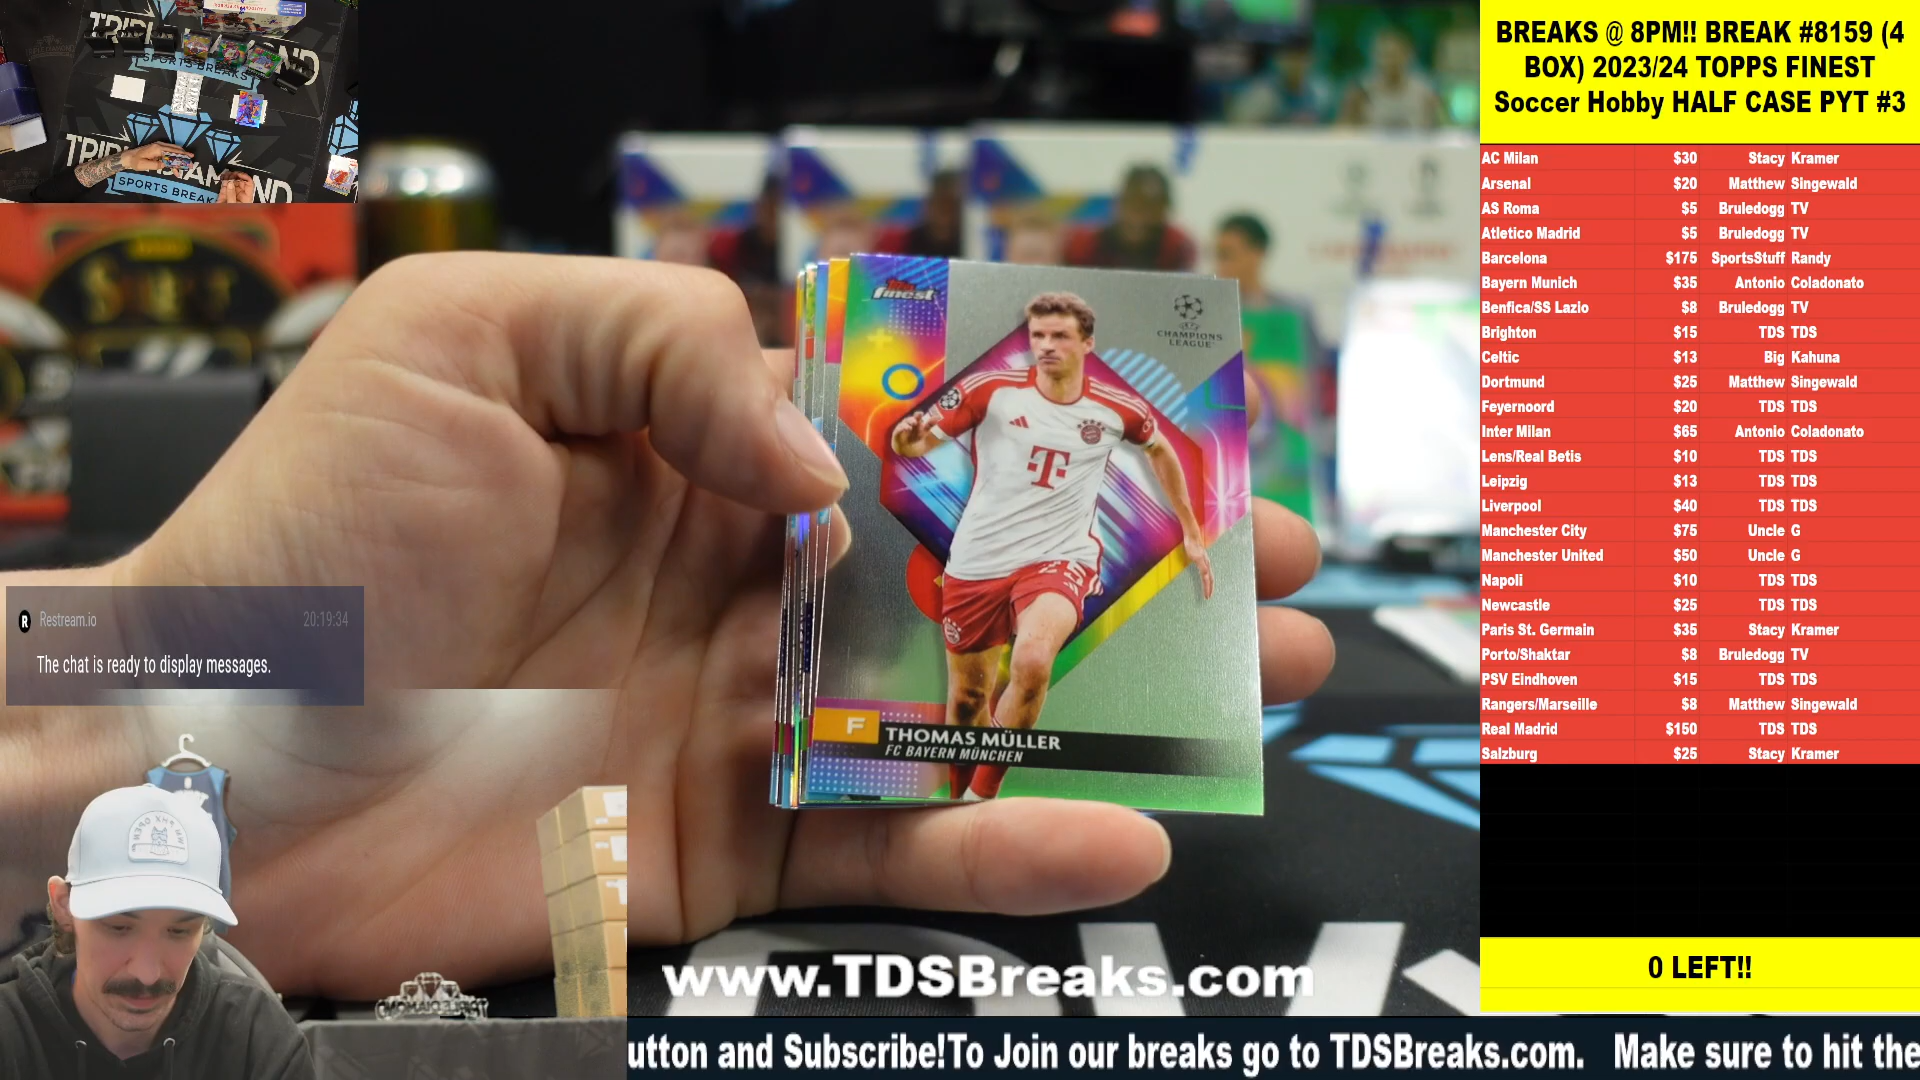 BREAKS @ 8PM!! BREAK #8159 (4
BOX) 2023/24 TOPPS FINEST
Soccer Hobby HALF CASE PYT #3
AC Milan $30 Stacy Kramer
Arsenal $20 Matthew Singewald
AS Roma $5 Bruledogg TV
Atletico Madrid $5 Bruledogg TV
Barcelona $175 SportsStuff Randy
Bayern Munich $35 Antonio Coladonato
Benfica/SS Lazio $8 Bruledogg TV
Brighton $15 TDS TDS
Celtic $13 Big Kahuna
Dortmund $25 Matthew Singewald
Feyernoord $20 TDS TDS
Inter Milan $65 Antonio Coladonato
Lens/Real Betis $10 TDS TDS
Leipzig $13 TDS TDS
Liverpool $40 TDS TDS
Manchester City $75 Uncle G
Manchester United $50 Uncle G
Napoli $10 TDS TDS
Newcastle $25 TDS TDS
Paris St. Germain $35 Stacy Kramer
Porto/Shaktar $8 Bruledogg TV
PSV Eindhoven $15 TDS TDS
Rangers/Marseille $8 Matthew Singewald
Real Madrid $150 TDS TDS
Salzburg $25 Stacy Kramer
0 LEFT!!
SPORTS BREAKS
SPORTS BREAK
finest
CHAMPIONS
LEAGUE
T
F
THOMAS MÜLLER
FC BAYERN MÜNCHEN
Restream.io 20:19:34
The chat is ready to display messages.
www.TDSBreaks.com
utton and Subscribe!To Join our breaks go to TDSBreaks.com. Make sure to hit the